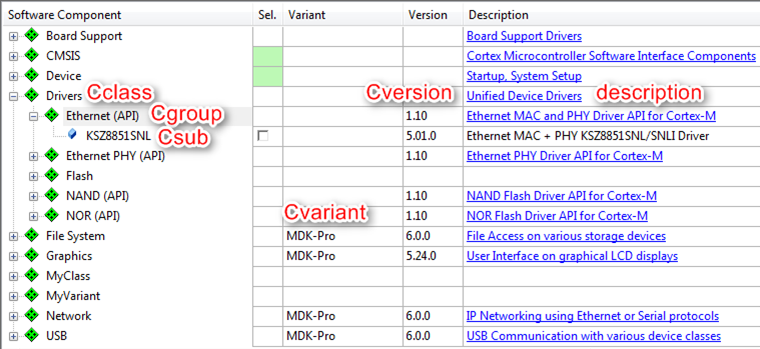 Software Component Sel. Variant Version Description
Board Support Board Support Drivers
CMSIS Cortex Microcontroller Software Interface Components
Device Startup, System Setup
Drivers Cclass Cversion Unified Device Drivers description
Ethernet (API) Cgroup 1.10 Ethernet MAC and PHY Driver API for Cortex-M
KSZ8851SNL Csub 5.01.0 Ethernet MAC + PHY KSZ8851SNL/SNLI Driver
Ethernet PHY (API) 1.10 Ethernet PHY Driver API for Cortex-M
Flash
NAND (API) 1.10 NAND Flash Driver API for Cortex-M
NOR (API) Cvariant 1.10 NOR Flash Driver API for Cortex-M
File System MDK-Pro 6.0.0 File Access on various storage devices
Graphics MDK-Pro 5.24.0 User Interface on graphical LCD displays
MyClass
MyVariant
Network MDK-Pro 6.0.0 IP Networking using Ethernet or Serial protocols
USB MDK-Pro 6.0.0 USB Communication with various device classes